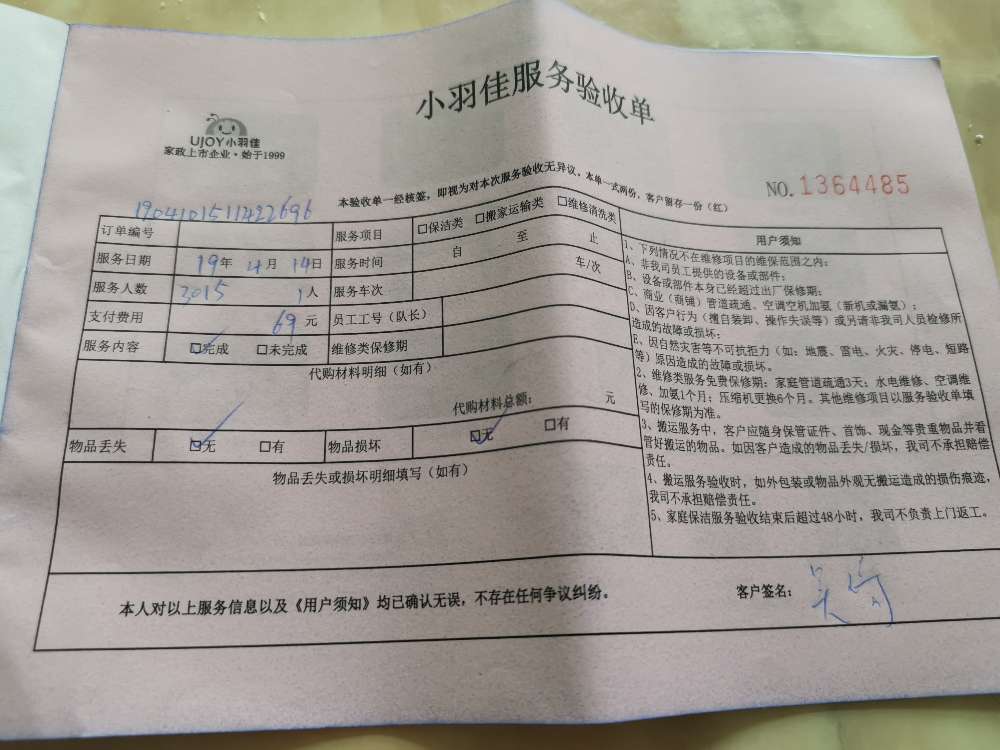 小羽佳服务验收单
UJOY小羽佳
家政上市企业·始于1999
本验收单一经核签，即视为对本次服务验收无异议，本单一式两份，客户留存一份（红）
NO.1364485
1904101511422696
订单编号
服务项目 □保洁类 □搬家运输类 □维修清洗类
服务日期 19年 4月 14日
服务时间 自 至 止
服务人数 2015 1人
服务车次 车/次
支付费用 69元
员工工号（队长）
服务内容 ☑完成 □未完成
维修类保修期
代购材料明细（如有）
代购材料总额： 元
物品丢失 ☑无 □有
物品损坏 ☑无 □有
物品丢失或损坏明细填写（如有）
用户须知
1、下列情况不在维修项目的维保范围之内：
A、非我司员工提供的设备或部件；
B、设备或部件本身已经超过出厂保修期；
C、商业（商铺）管道疏通、空调空机加氨（新机或漏氨）；
D、因客户行为（擅自装卸、操作失误等）或另请非我司人员检修所
造成的故障或损坏；
E、因自然灾害等不可抗拒力（如：地震、雷电、火灾、停电、短路
等）原因造成的故障或损坏。
2、维修类服务免费保修期：家庭管道疏通3天；水电维修、空调维
修、加氨1个月；压缩机更换6个月。其他维修项目以服务验收单填
写的保修期为准。
3、搬运服务中，客户应随身保管证件、首饰、现金等贵重物品并看
管好搬运的物品。如因客户造成的物品丢失/损坏，我司不承担赔偿
责任。
4、搬运服务验收时，如外包装或物品外观无搬运造成的损伤痕迹，
我司不承担赔偿责任。
5、家庭保洁服务验收结束后超过48小时，我司不负责上门返工。
本人对以上服务信息以及《用户须知》均已确认无误，不存在任何争议纠纷。
客户签名：